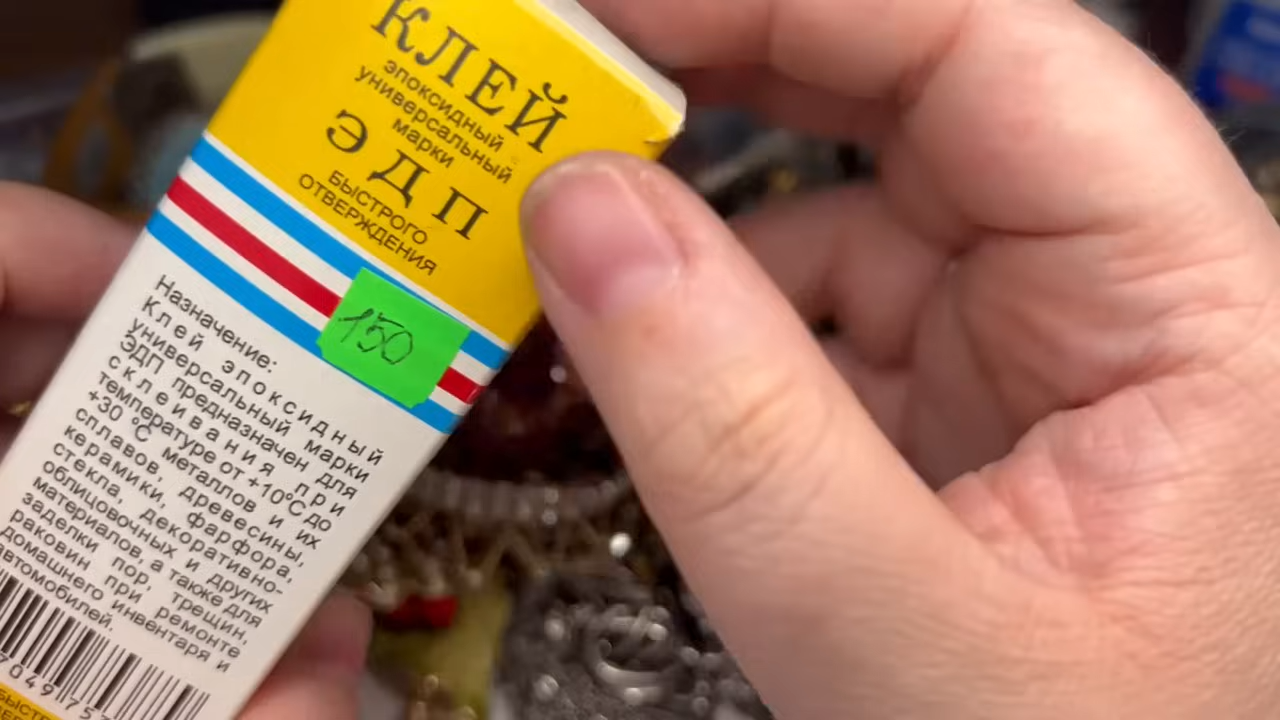 КЛЕЙ
эпоксидный
универсальный
марки
ЭДП
БЫСТРОГО
ОТВЕРЖДЕНИЯ
150
Назначение:
Клей эпоксидный
универсальный марки
ЭДП предназначен для
склеивания при
температуре от +10°С до
+30 °С металлов и их
сплавов, древесины,
керамики, фарфора,
стекла, декоративно-
облицовочных и других
материалов а также для
заделки пор, трещин,
раковин при ремонте
домашнего инвентаря и
автомобилей.